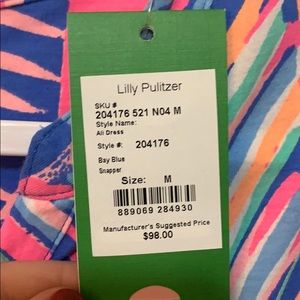 Lilly Pulitzer
SKU #
204176 521 N04 M
Style Name:
Ali Dress
Style #: 204176
Bay Blue
Snapper
Size: M
889069 284930
Manufacturer's Suggested Price
$98.00